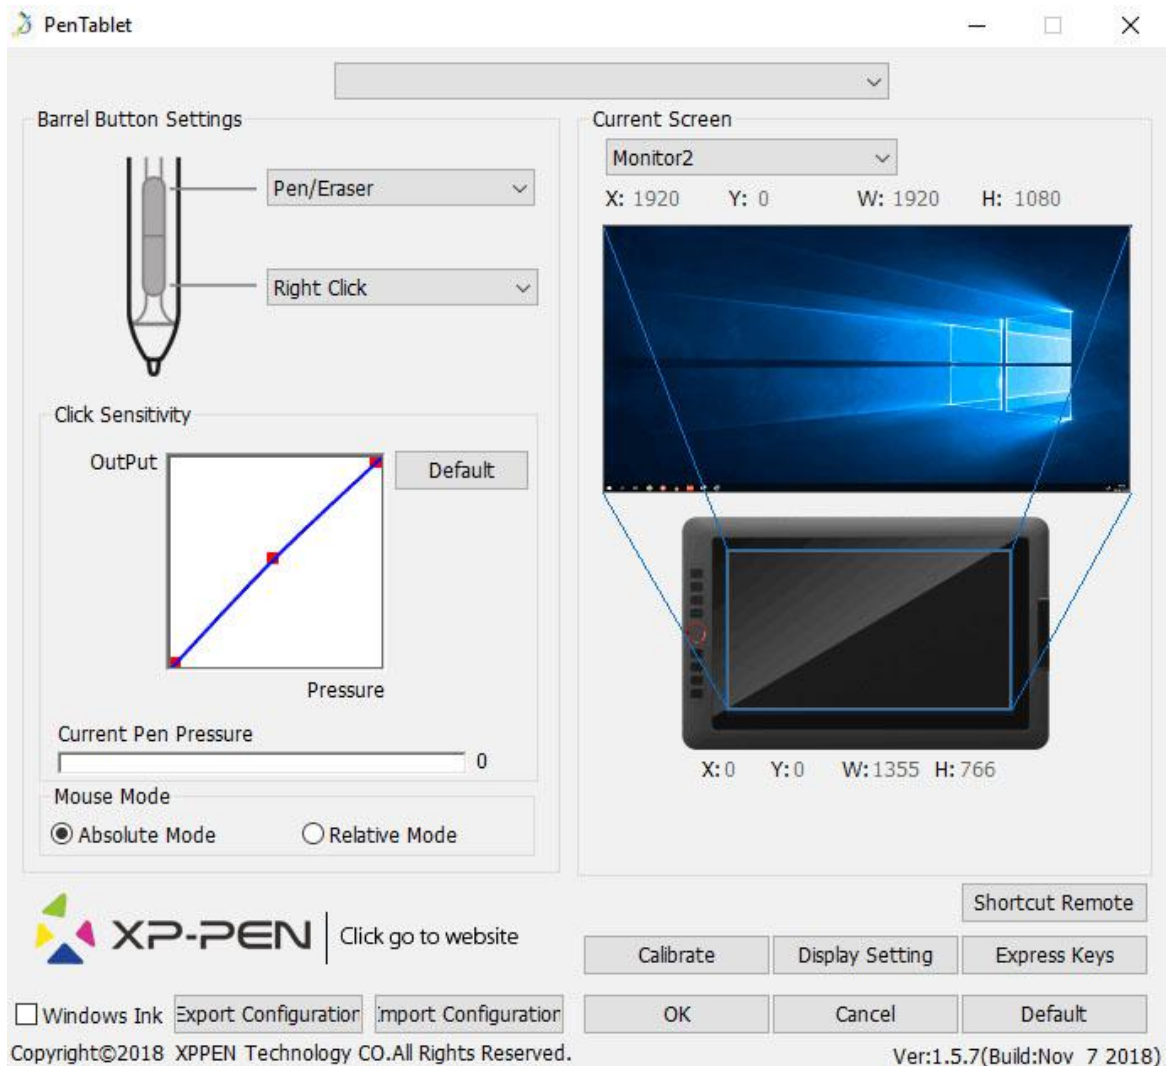 PenTablet
Barrel Button Settings
Pen/Eraser
Right Click
Click Sensitivity
OutPut
Default
Pressure
Current Pen Pressure
0
Mouse Mode
Absolute Mode Relative Mode
Current Screen
Monitor2
X: 1920 Y: 0 W: 1920 H: 1080
X:0 Y:0 W:1355 H:766
Shortcut Remote
XP-PEN Click go to website
Calibrate Display Setting Express Keys
Windows Ink Export Configuration Import Configuration OK Cancel Default
Copyright©2018 XPPEN Technology CO.All Rights Reserved. Ver:1.5.7(Build:Nov 7 2018)